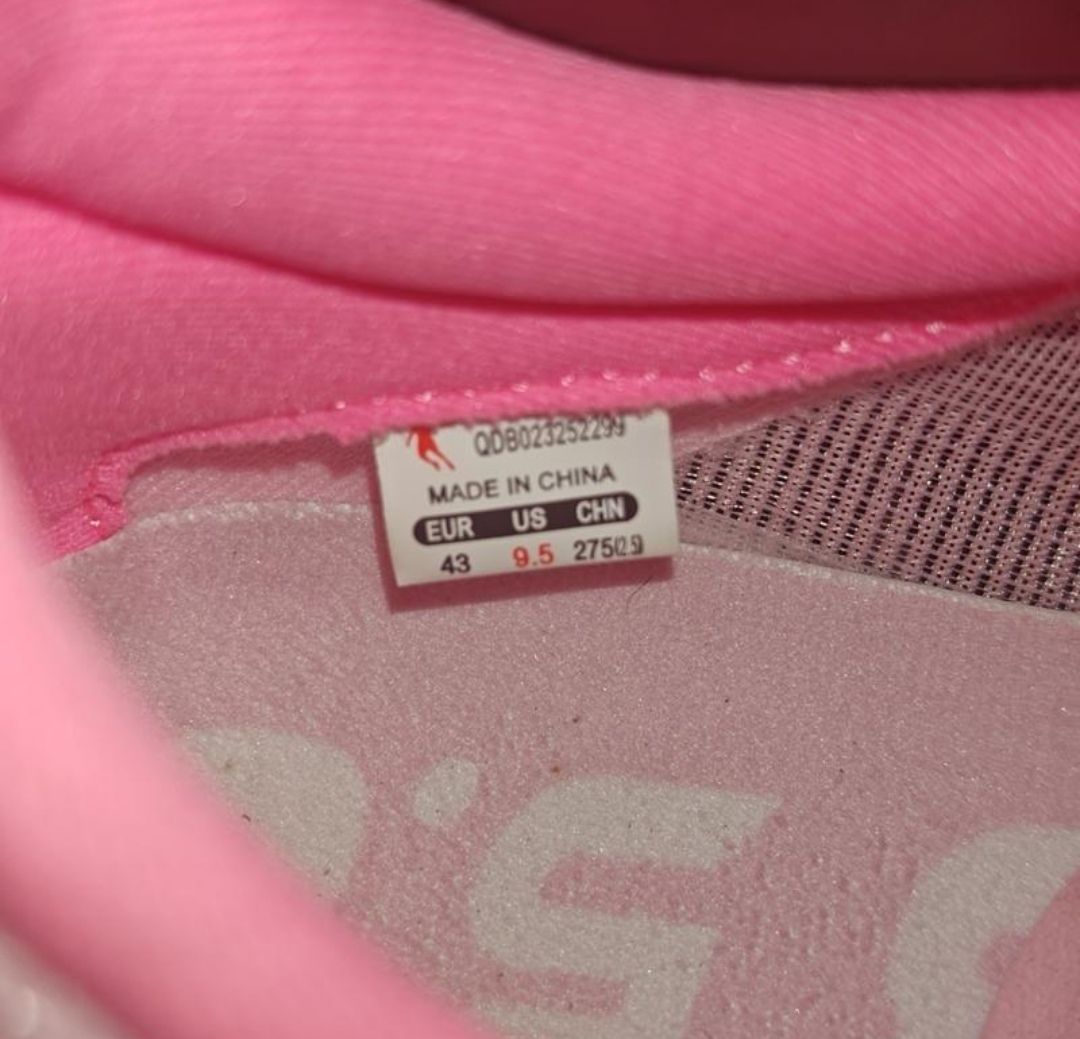 QDB023252299
MADE IN CHINA
EUR US CHN
43 9.5 275(2.5)